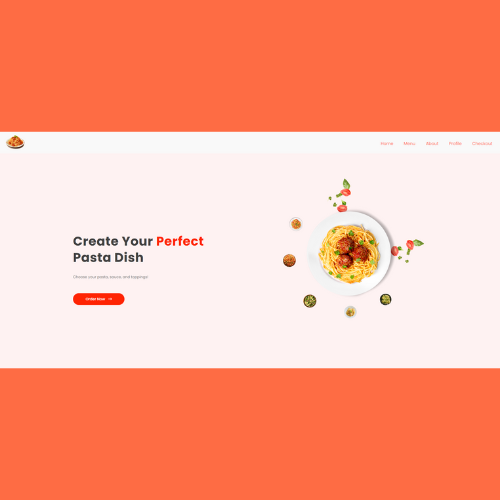 Home Menu About Profile Checkout
Create Your Perfect
Pasta Dish
Choose your pasta, sauce, and toppings!
Order Now